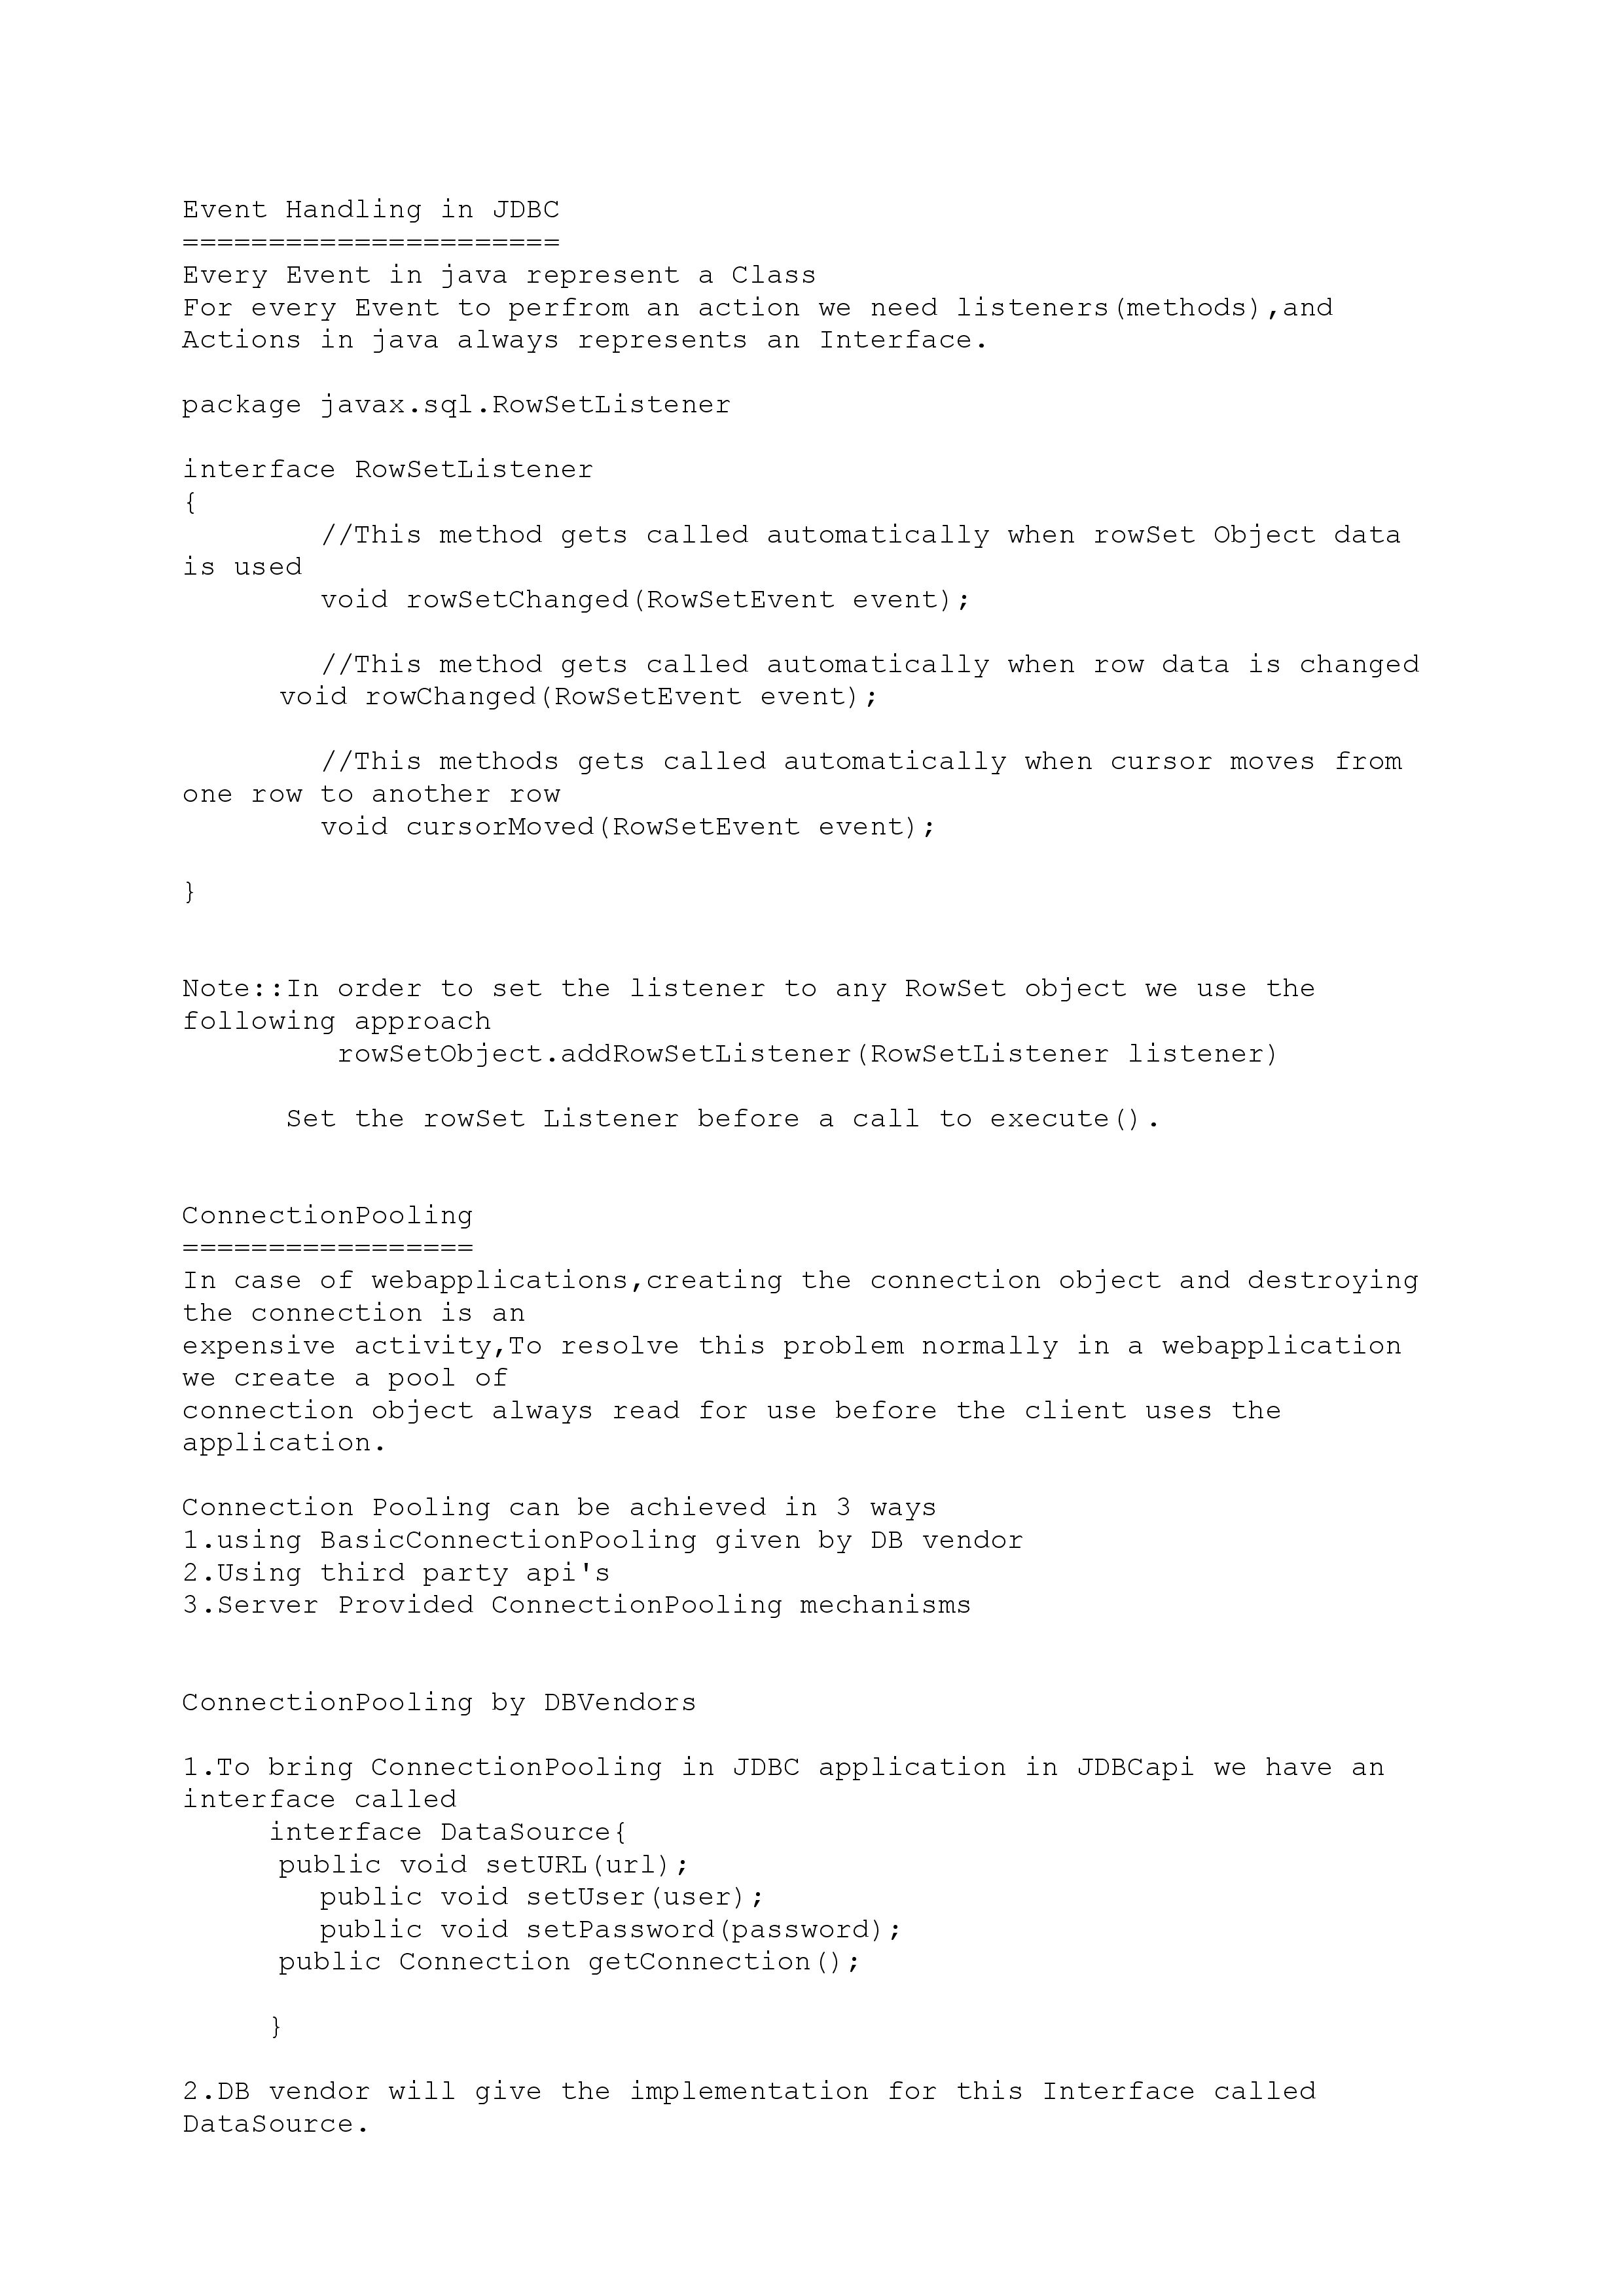 Event Handling in JDBC
======================
Every Event in java represent a Class
For every Event to perfrom an action we need listeners(methods),and
Actions in java always represents an Interface.
package javax.sql.RowSetListener
interface RowSetListener
{
//This method gets called automatically when rowSet Object data
is used
void rowSetChanged(RowSetEvent event);
//This method gets called automatically when row data is changed
void rowChanged(RowSetEvent event);
//This methods gets called automatically when cursor moves from
one row to another row
void cursorMoved(RowSetEvent event);
}
Note::In order to set the listener to any RowSet object we use the
following approach
rowSetObject.addRowSetListener(RowSetListener listener)
Set the rowSet Listener before a call to execute().
ConnectionPooling
=================
In case of webapplications,creating the connection object and destroying
the connection is an
expensive activity,To resolve this problem normally in a webapplication
we create a pool of
connection object always read for use before the client uses the
application.
Connection Pooling can be achieved in 3 ways
1.using BasicConnectionPooling given by DB vendor
2.Using third party api's
3.Server Provided ConnectionPooling mechanisms
ConnectionPooling by DBVendors
1.To bring ConnectionPooling in JDBC application in JDBCapi we have an
interface called
interface DataSource{
public void setURL(url);
public void setUser(user);
public void setPassword(password);
public Connection getConnection();
}
2.DB vendor will give the implementation for this Interface called
DataSource.